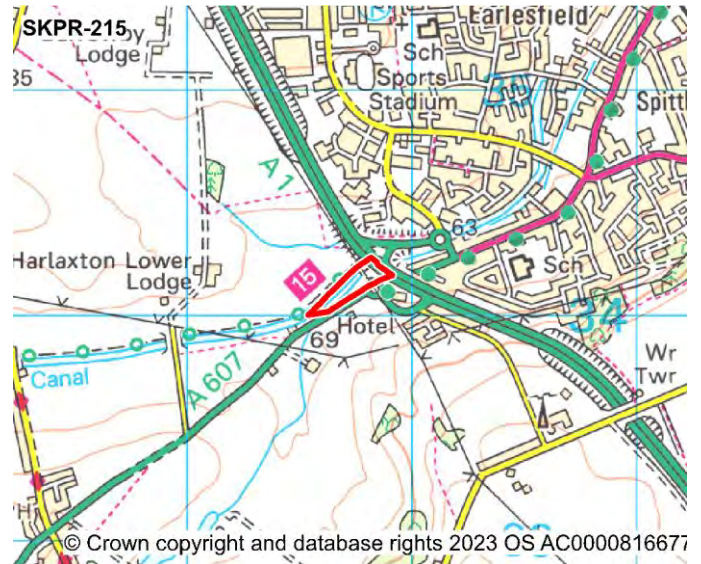 SKPR-215
by
Lodge
Earlesfield
Sch
Sports
Stadium
35
Spittl
A 1
63
Harlaxton Lower
Lodge
15
Sch
Hotel
34
69
Canal
A 607
Wr
Twr
H
© Crown copyright and database rights 2023 OS AC0000816677